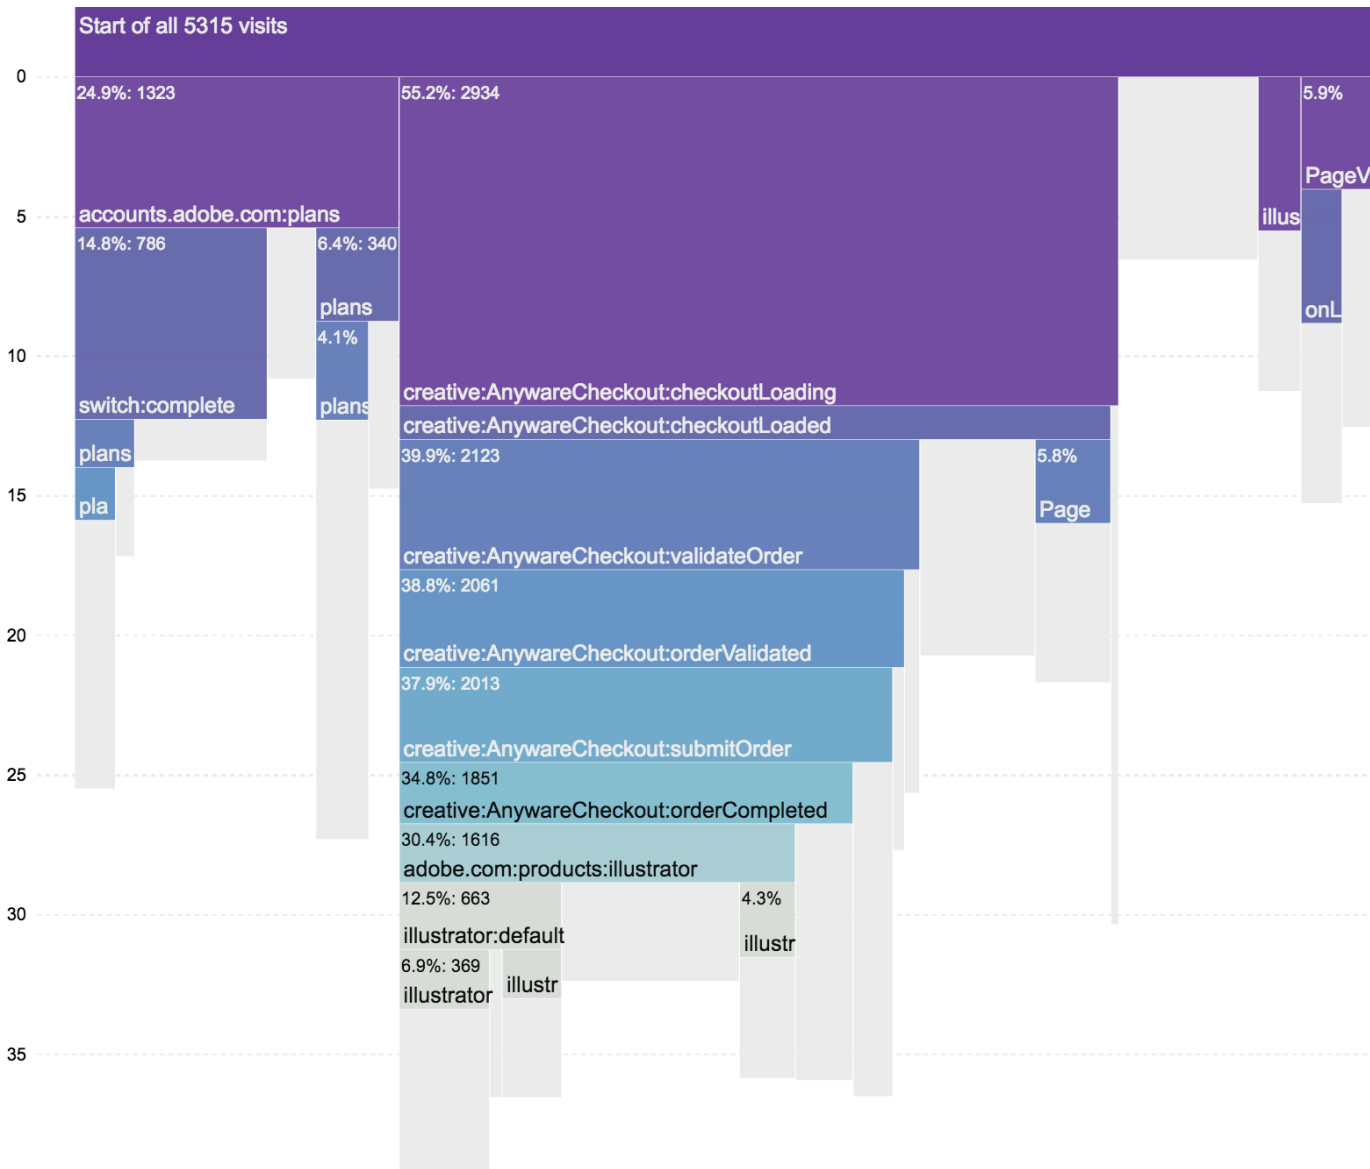 Start of all 5315 visits
0
24.9%: 1323
55.2%: 2934
5.9%
PageV
accounts.adobe.com:plans
5
illus
14.8%: 786
6.4%: 340
plans
onL
4.1%
10
creative:AnywareCheckout:checkoutLoading
switch:complete
plans
creative:AnywareCheckout:checkoutLoaded
plans
39.9%: 2123
5.8%
15
pla
Page
creative:AnywareCheckout:validateOrder
38.8%: 2061
20
creative:AnywareCheckout:orderValidated
37.9%: 2013
creative:AnywareCheckout:submitOrder
25
34.8%: 1851
creative:AnywareCheckout:orderCompleted
30.4%: 1616
adobe.com:products:illustrator
12.5%: 663
4.3%
30
illustrator:default
illustr
6.9%: 369
illustrator
illustr
35